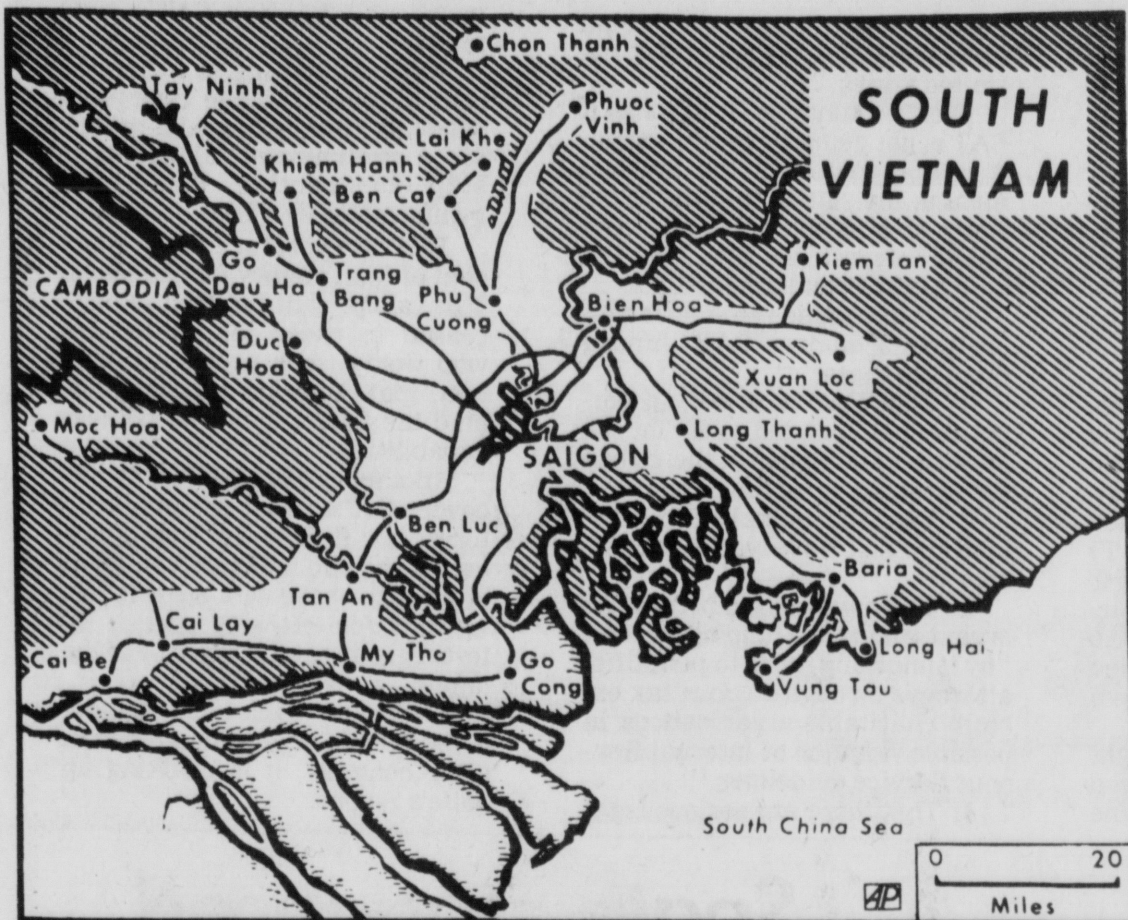 Chon Thanh
Tay Ninh
Phuoc
Vinh
SOUTH
VIETNAM
Lai Khe
Khiem Hanh
Ben Cat
Go
Dau Ha
Trang
Bang
Kiem Tan
CAMBODIA
Phu
Cuong
Bien Hoa
Duc
Hoa
Xuan Loc
Moc Hoa
Long Thanh
SAIGON
Ben Luc
Baria
Tan An
Cai Lay
Long Hai
Cai Be
My Tho
Go
Cong
Vung Tau
South China Sea
0 20
Miles
AP